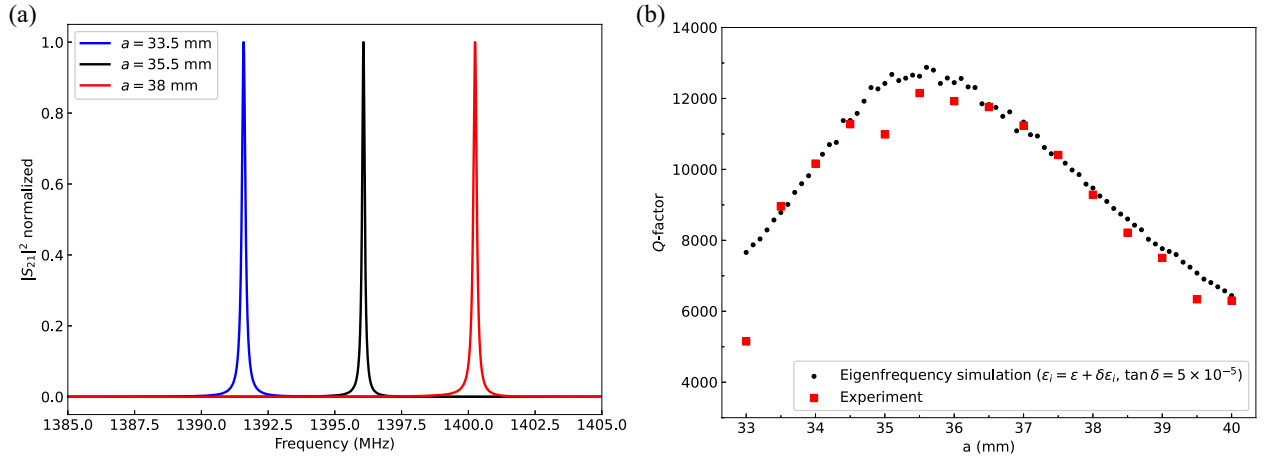 (a)
a = 33.5 mm
a = 35.5 mm
a = 38 mm
|S21|² normalized
1.0
0.8
0.6
0.4
0.2
0.0
1385.0 1387.5 1390.0 1392.5 1395.0 1397.5 1400.0 1402.5 1405.0
Frequency (MHz)
(b)
Q-factor
14000
12000
10000
8000
6000
4000
Eigenfrequency simulation (εᵢ = ε + δεᵢ, tan δ = 5 × 10⁻⁵)
Experiment
33 34 35 36 37 38 39 40
a (mm)